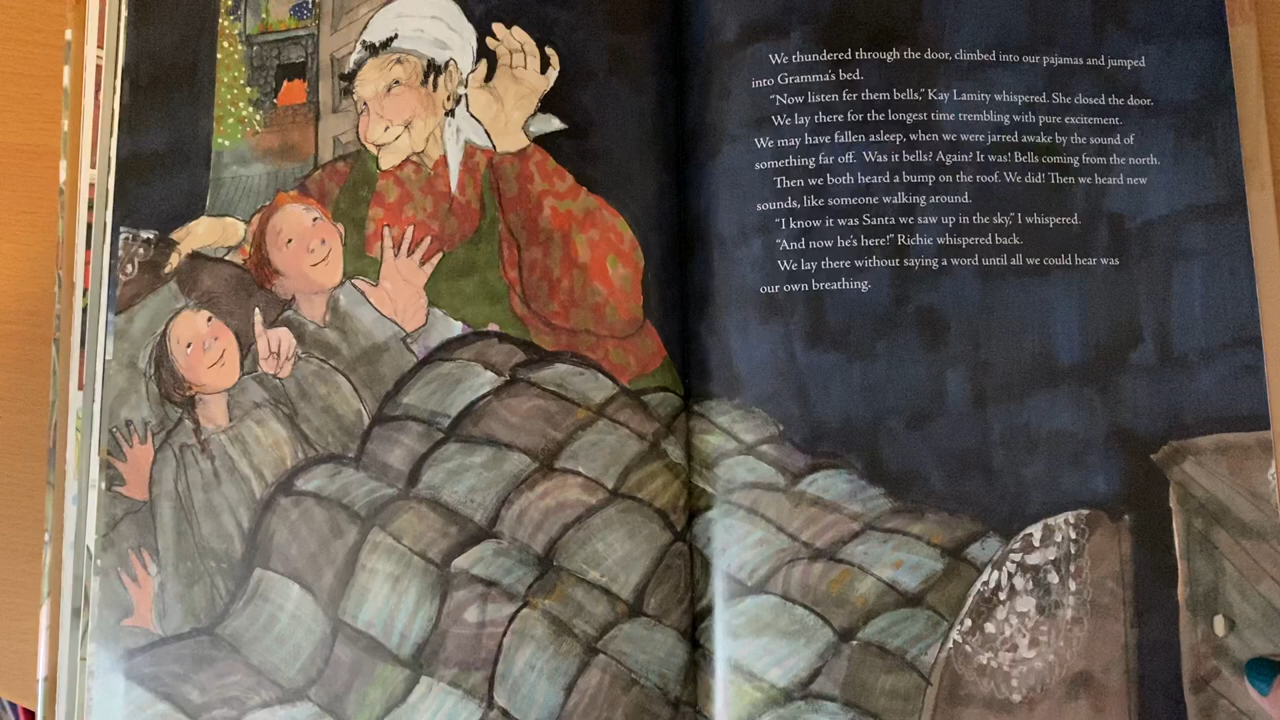 We thundered through the door, climbed into our pajamas and jumped
into Gramma's bed.
"Now listen fer them bells," Kay Lamity whispered. She closed the door.
We lay there for the longest time trembling with pure excitement.
We may have fallen asleep, when we were jarred awake by the sound of
something far off. Was it bells? Again? It was! Bells coming from the north.
Then we both heard a bump on the roof. We did! Then we heard new
sounds, like someone walking around.
"I know it was Santa we saw up in the sky," I whispered.
"And now he's here!" Richie whispered back.
We lay there without saying a word until all we could hear was
our own breathing.